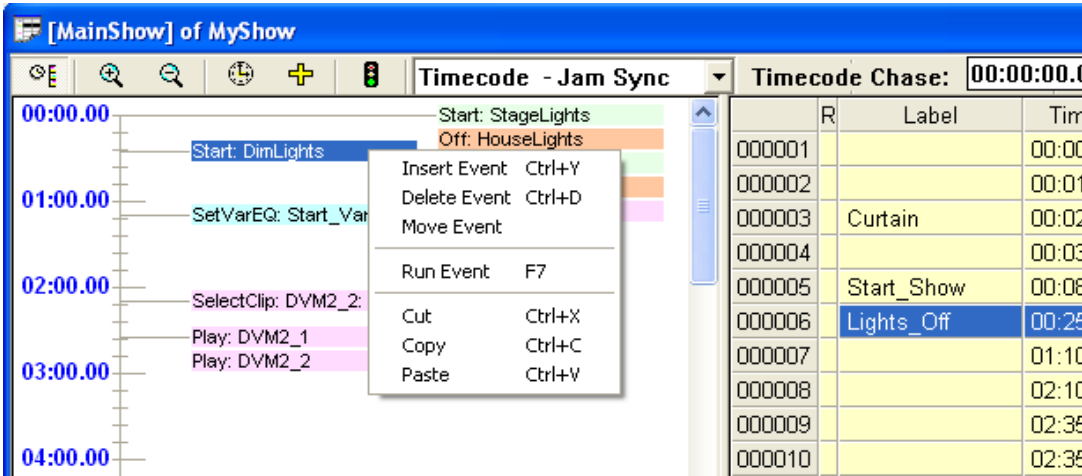 [MainShow] of MyShow
Timecode - Jam Sync
Timecode Chase: 00:00:00.0
00:00.00
Start: StageLights
Off: HouseLights
Start: DimLights
01:00.00
SetVarEQ: Start_Var
02:00.00
SelectClip: DVM2_2:
Play: DVM2_1
Play: DVM2_2
03:00.00
04:00.00
Insert Event Ctrl+Y
Delete Event Ctrl+D
Move Event
Run Event F7
Cut Ctrl+X
Copy Ctrl+C
Paste Ctrl+V
R Label Tim
000001 00:00
000002 00:01
000003 Curtain 00:02
000004 00:03
000005 Start_Show 00:08
000006 Lights_Off 00:25
000007 01:10
000008 02:10
000009 02:35
000010 02:35